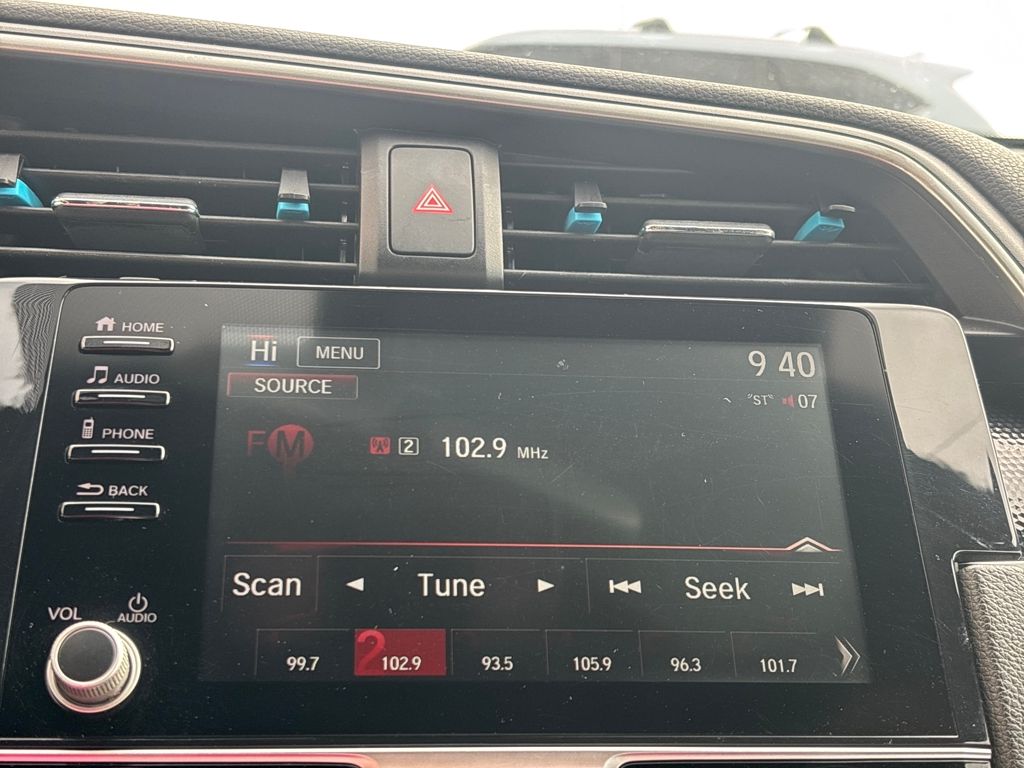 HOME
AUDIO
PHONE
BACK
VOL
AUDIO
Hi MENU 9 40
SOURCE "ST" 07
FM 2 102.9 MHz
Scan Tune Seek
99.7 2 102.9 93.5 105.9 96.3 101.7